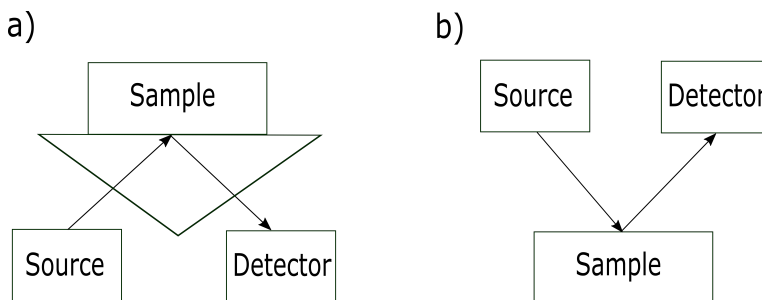 a)
Sample
Source
Detector
b)
Source
Detector
Sample